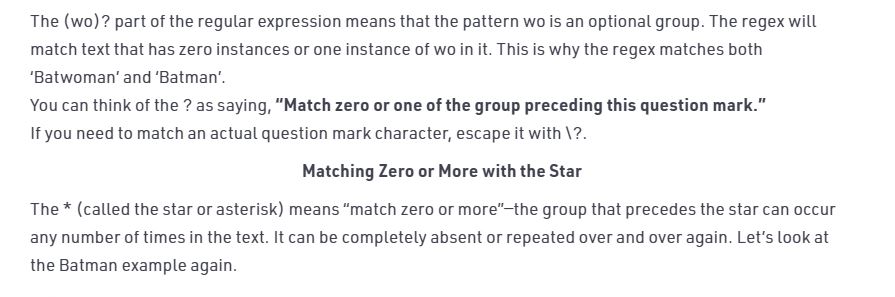 The (wo)? part of the regular expression means that the pattern wo is an optional group. The regex will
match text that has zero instances or one instance of wo in it. This is why the regex matches both
‘Batwoman’ and ‘Batman’.
You can think of the ? as saying, “Match zero or one of the group preceding this question mark.”
If you need to match an actual question mark character, escape it with \?.
Matching Zero or More with the Star
The * (called the star or asterisk) means “match zero or more”—the group that precedes the star can occur
any number of times in the text. It can be completely absent or repeated over and over again. Let’s look at
the Batman example again.